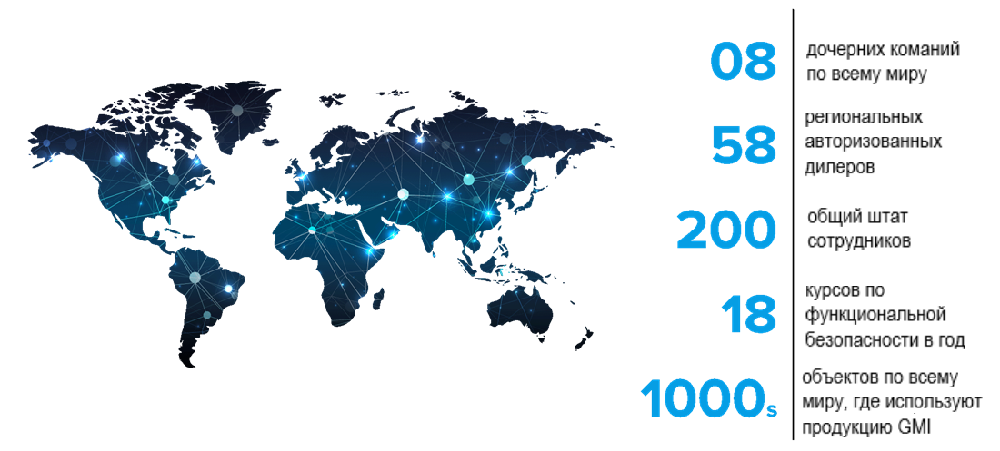 08
дочерних команий
по всему миру
58
региональных
авторизованных
дилеров
200
общий штат
сотрудников
18
курсов по
функциональной
безопасности в год
1000s
объектов по всему
миру, где используют
продукцию GMI